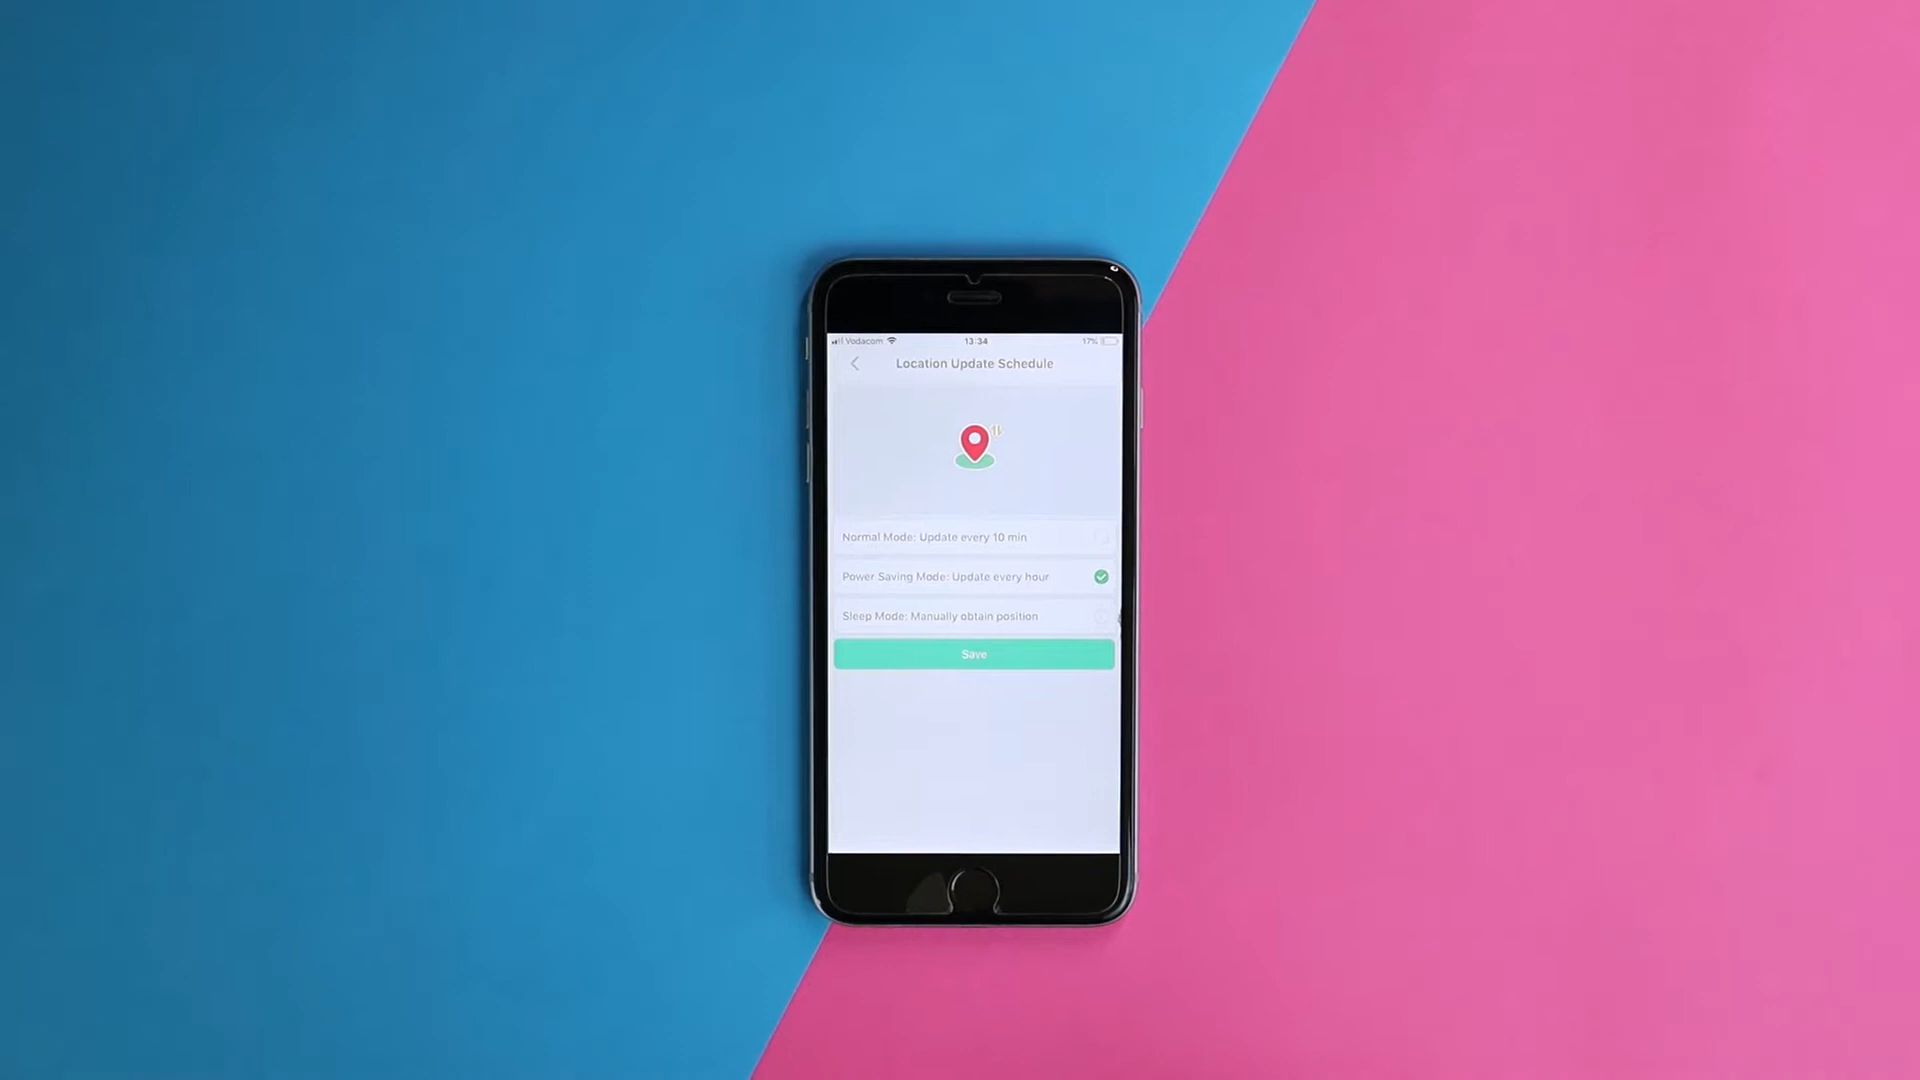 Vodacom 13:34 17%
Location Update Schedule
Normal Mode: Update every 10 min
Power Saving Mode: Update every hour
Sleep Mode: Manually obtain position
Save